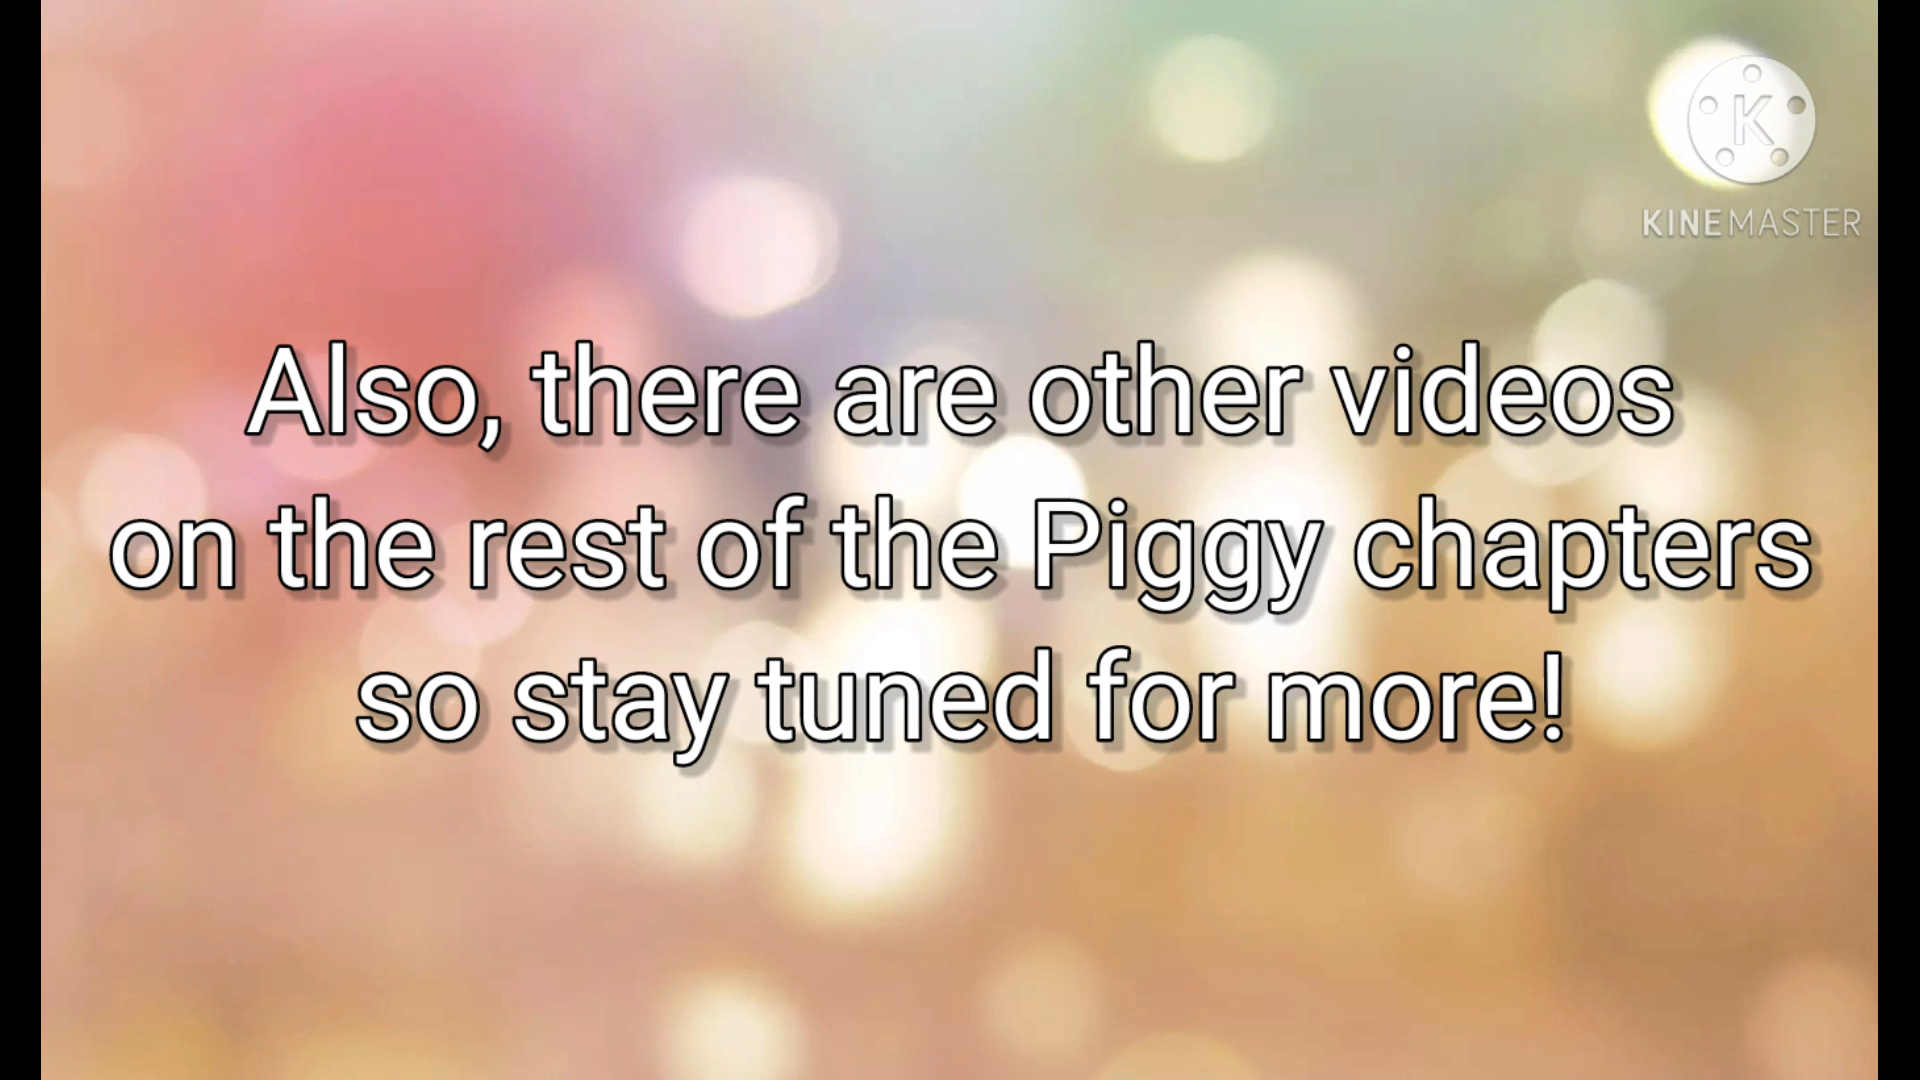 K
KINEMASTER
Also, there are other videos
on the rest of the Piggy chapters
so stay tuned for more!